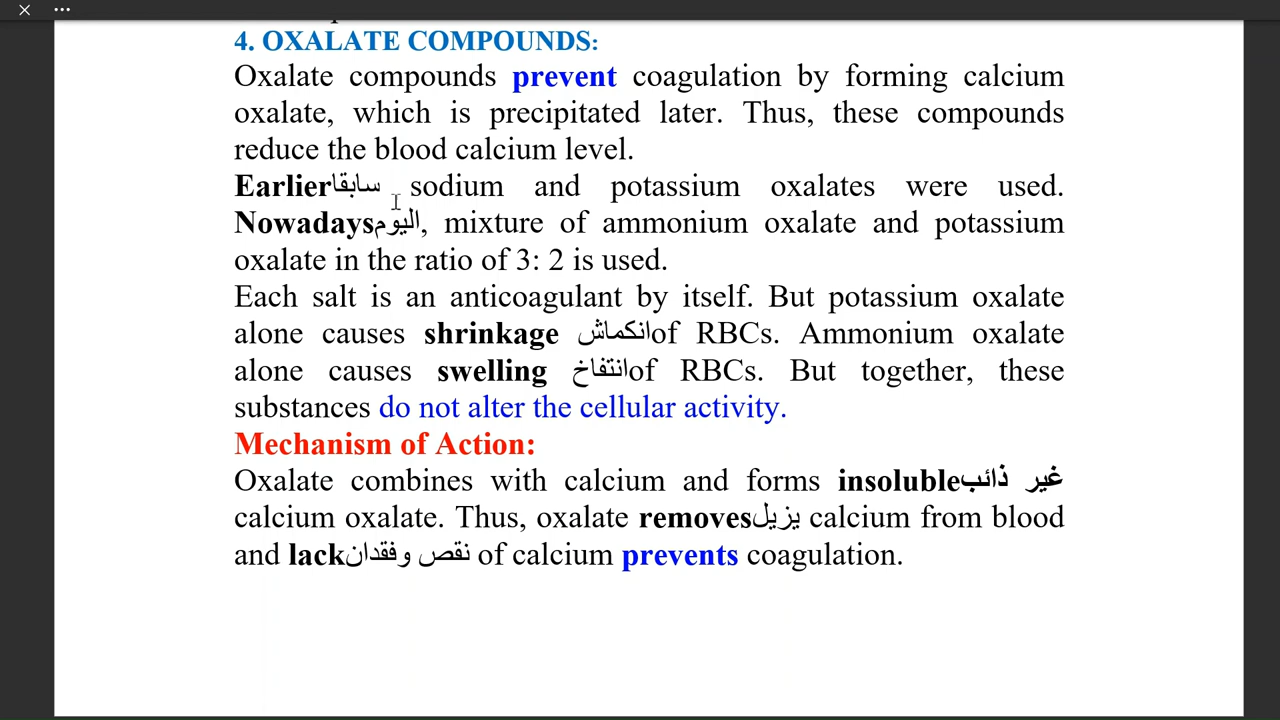 4. OXALATE COMPOUNDS:
Oxalate compounds prevent coagulation by forming calcium
oxalate, which is precipitated later. Thus, these compounds
reduce the blood calcium level.
Earlierسابقا sodium and potassium oxalates were used.
Nowadaysاليوم, mixture of ammonium oxalate and potassium
oxalate in the ratio of 3: 2 is used.
Each salt is an anticoagulant by itself. But potassium oxalate
alone causes shrinkage انكماشof RBCs. Ammonium oxalate
alone causes swelling انتفاخof RBCs. But together, these
substances do not alter the cellular activity.
Mechanism of Action:
Oxalate combines with calcium and forms insolubleغير ذائب
calcium oxalate. Thus, oxalate removesيزيل calcium from blood
and lackنقص وفقدان of calcium prevents coagulation.